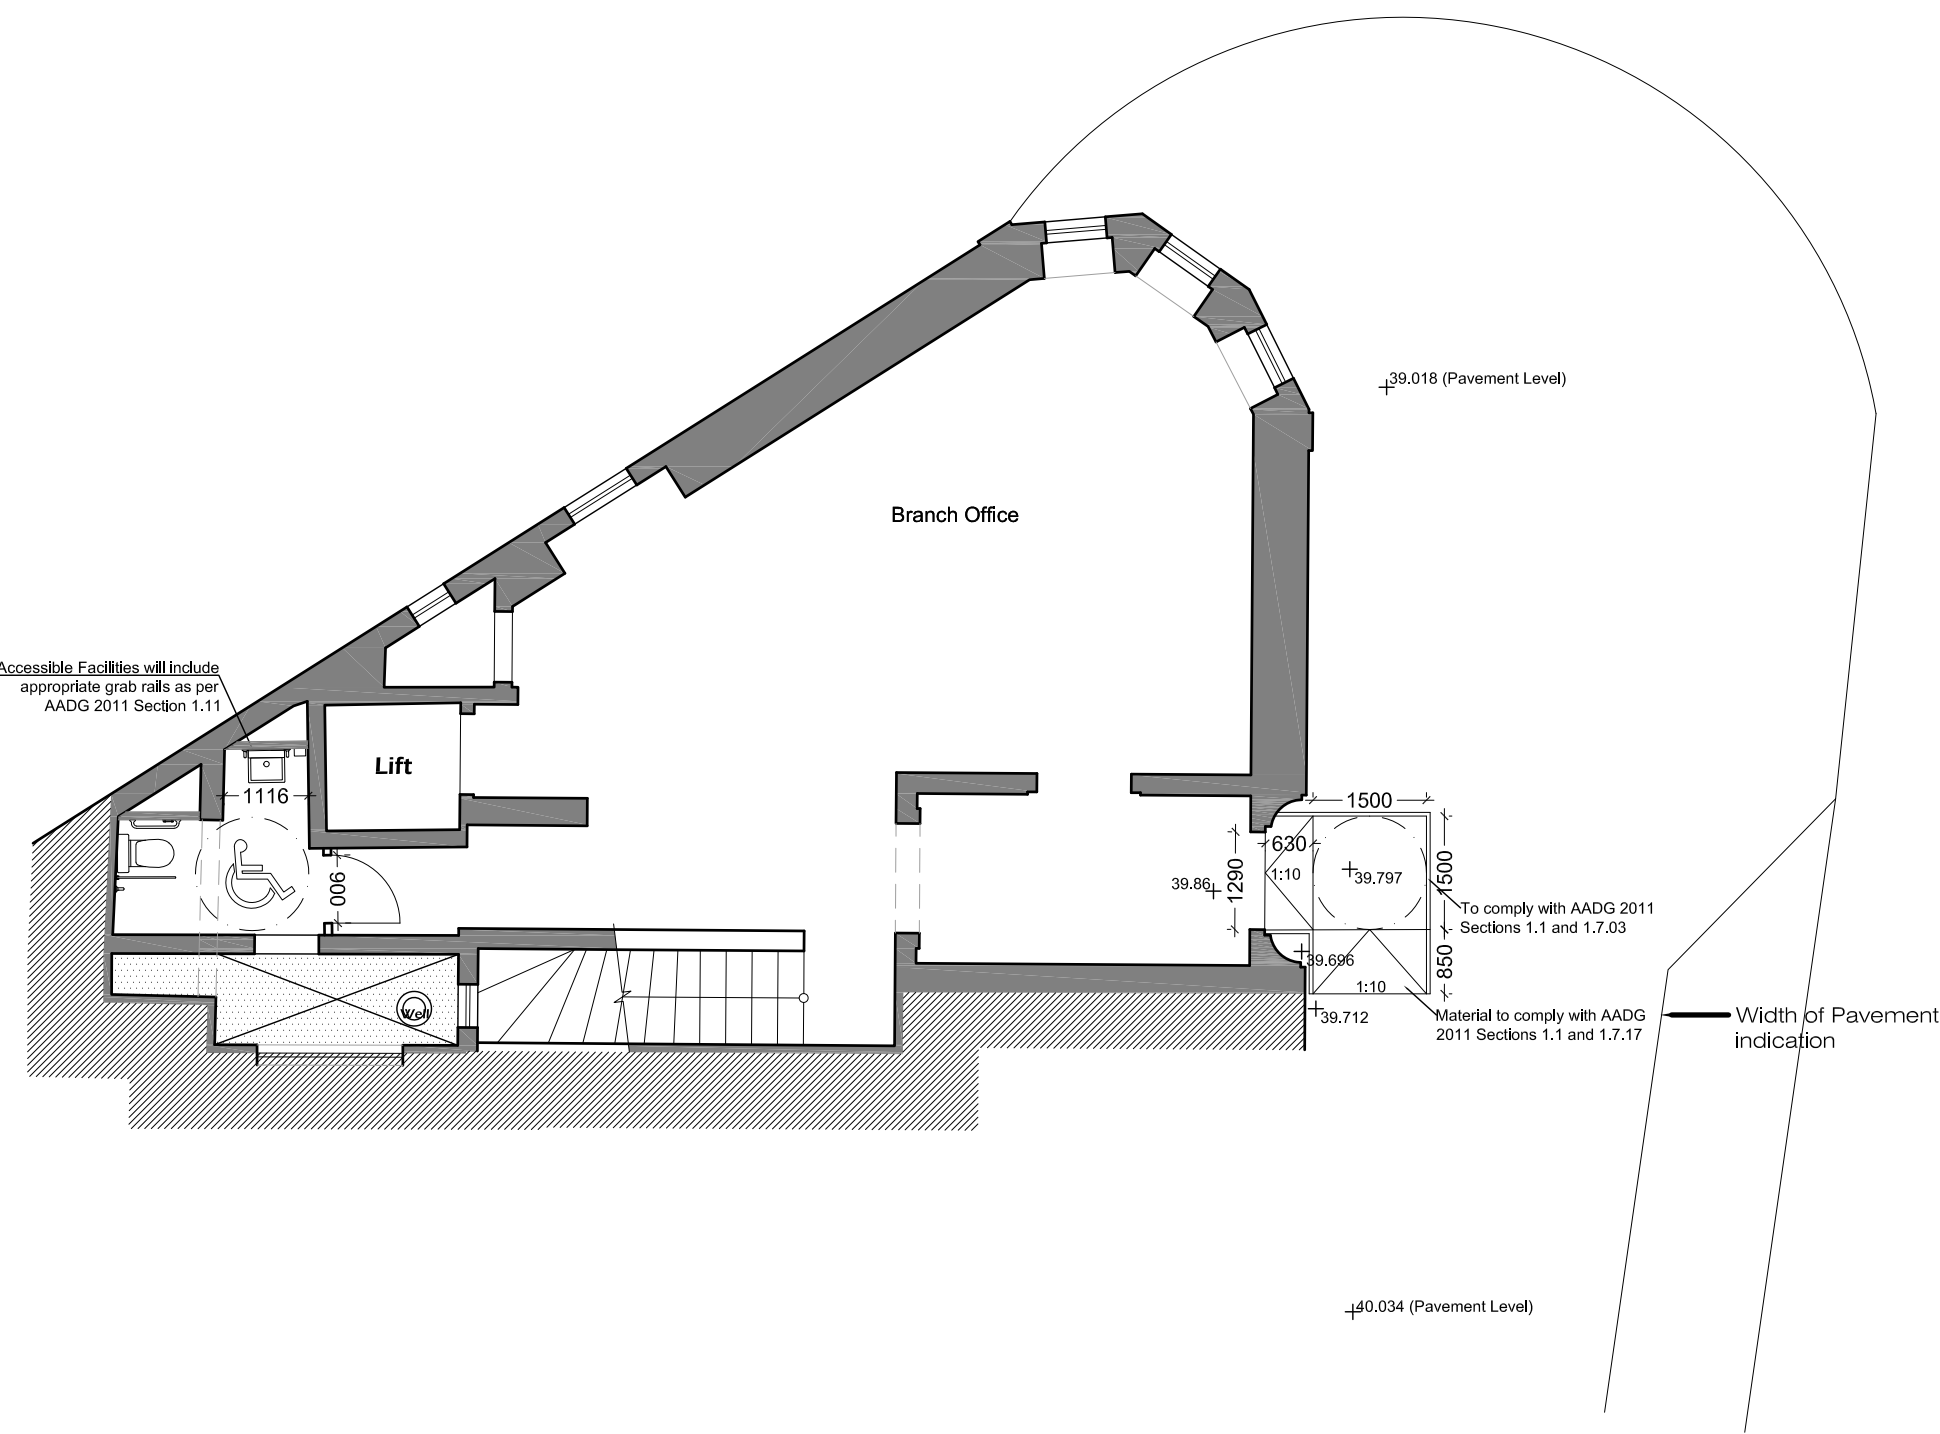 39.018 (Pavement Level)
Branch Office
Accessible Facilities will include
appropriate grab rails as per
AADG 2011 Section 1.11
Lift
1116
900
1500
630
1:10
1500
39.797
39.86
1290
To comply with AADG 2011
Sections 1.1 and 1.7.03
39.696
850
1:10
Well
39.712
Material to comply with AADG
2011 Sections 1.1 and 1.7.17
Width of Pavement
indication
40.034 (Pavement Level)